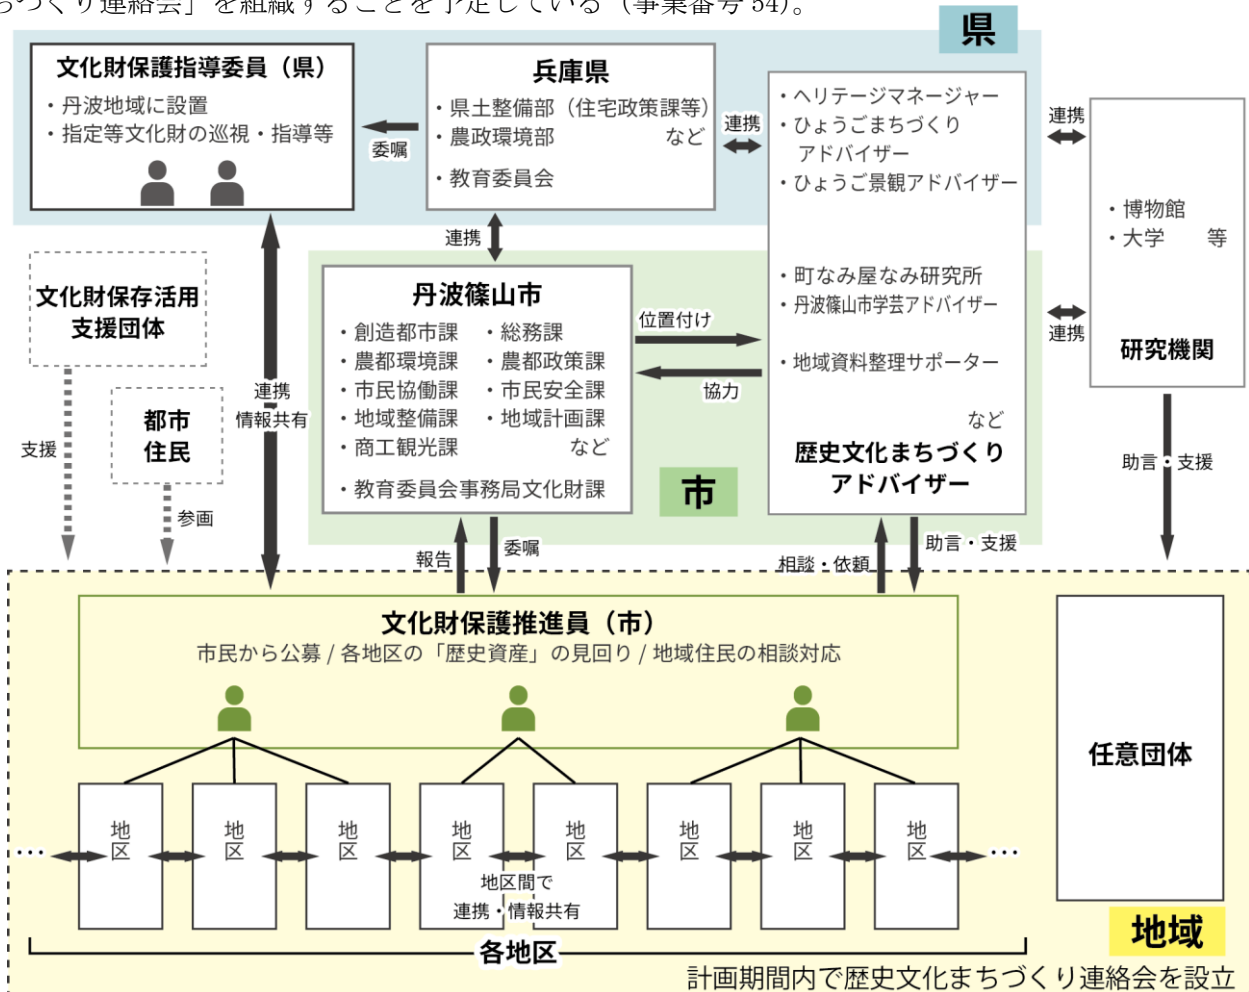 ちづくり連絡会」を組織することを予定している（事業番号 54）。
県
文化財保護指導委員（県）
・丹波地域に設置
・指定等文化財の巡視・指導等
委嘱
兵庫県
・県土整備部（住宅政策課等）
・農政環境部　など
・教育委員会
連携
・ヘリテージマネージャー
・ひょうごまちづくり
アドバイザー
・ひょうご景観アドバイザー
・町なみ屋なみ研究所
・丹波篠山市学芸アドバイザー
・地域資料整理サポーター
など
歴史文化まちづくり
アドバイザー
連携
・博物館
・大学　等
研究機関
連携
連携
文化財保存活用
支援団体
都市
住民
連携
情報共有
丹波篠山市
・創造都市課　・総務課
・農都環境課　・農都政策課
・市民協働課　・市民安全課
・地域整備課　・地域計画課
・商工観光課　など
・教育委員会事務局文化財課
位置付け
協力
市
支援
参画
報告
委嘱
相談・依頼
助言・支援
助言・支援
文化財保護推進員（市）
市民から公募 / 各地区の「歴史資産」の見回り / 地域住民の相談対応
任意団体
…
地区
地区
地区
地区
地区
地区
地区
地区
…
地区間で
連携・情報共有
各地区
地域
計画期間内で歴史文化まちづくり連絡会を設立